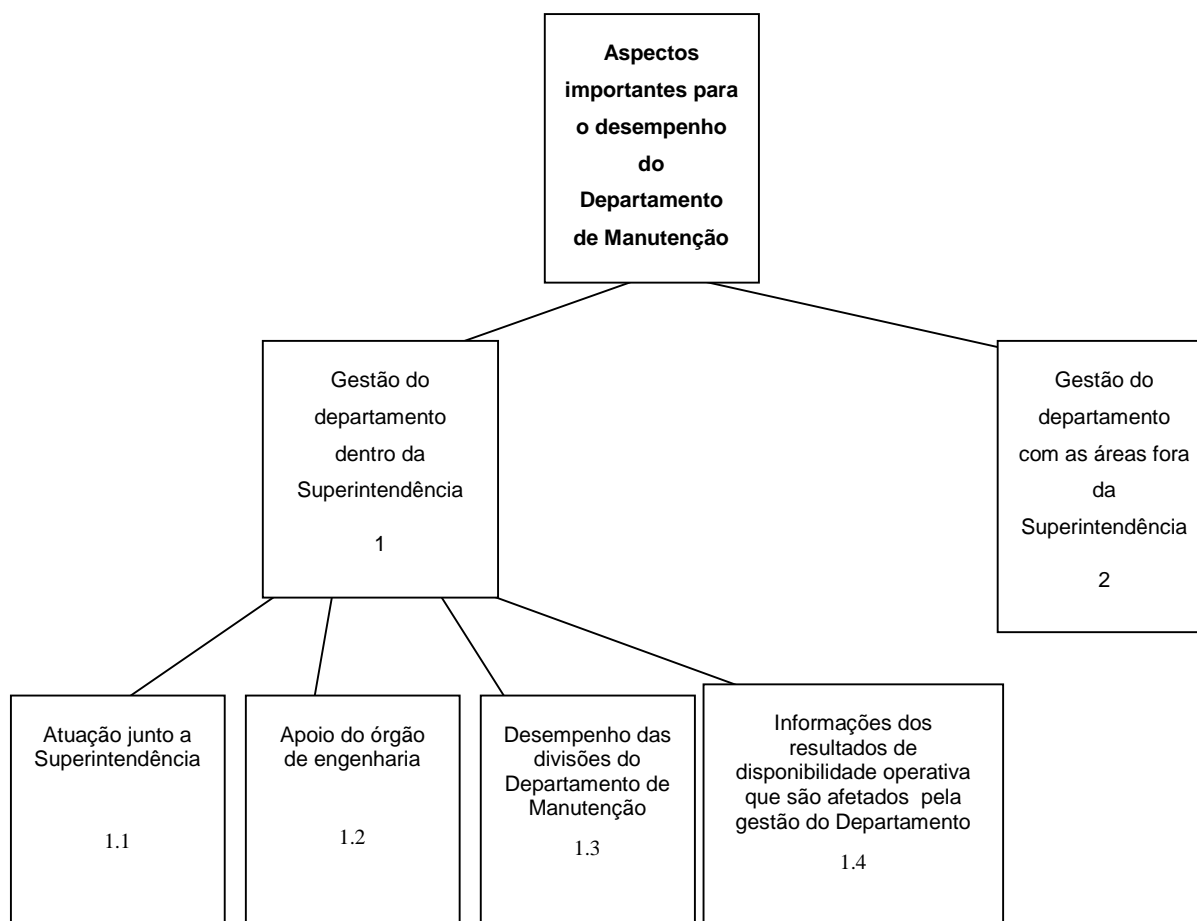 Aspectos
importantes para
o desempenho
do
Departamento
de Manutenção
Gestão do
departamento
dentro da
Superintendência
1
Gestão do
departamento
com as áreas fora
da
Superintendência
2
Atuação junto a
Superintendência
1.1
Apoio do órgão
de engenharia
1.2
Desempenho das
divisões do
Departamento de
Manutenção
1.3
Informações dos
resultados de
disponibilidade operativa
que são afetados  pela
gestão do Departamento
1.4